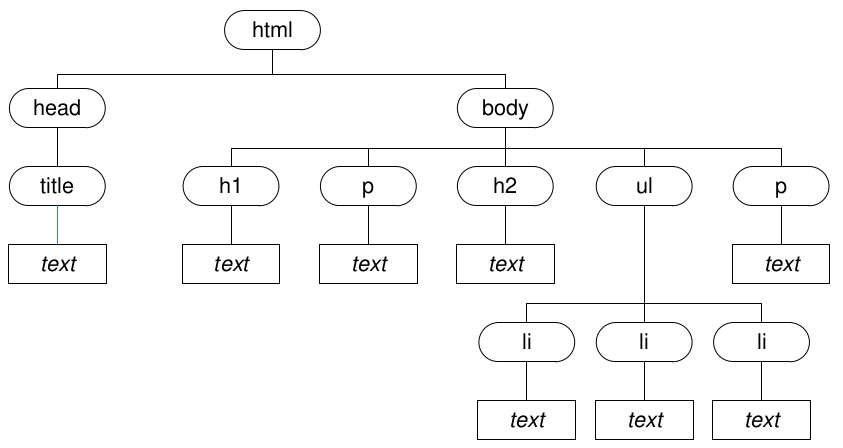 html
head body
title h1 p h2 ul p
text text text text text
li li li
text text text